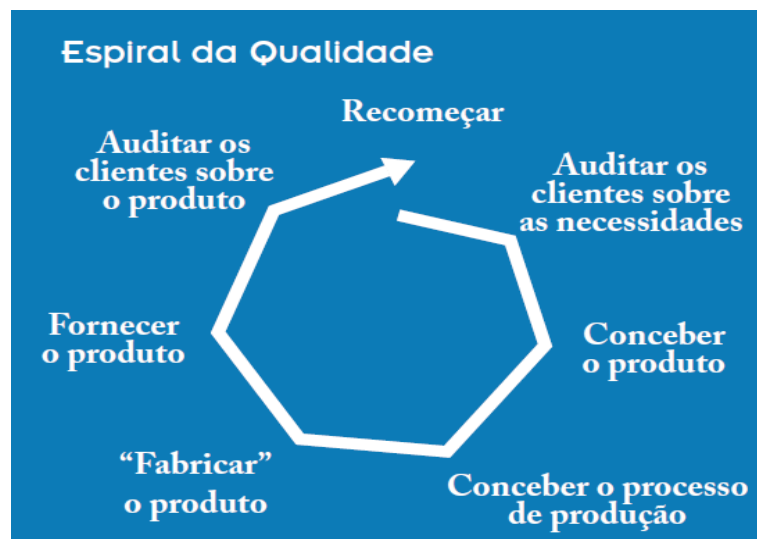 Espiral da Qualidade
Recomeçar
Auditar os
clientes sobre
as necessidades
Conceber
o produto
Conceber o processo
de produção
“Fabricar”
o produto
Fornecer
o produto
Auditar os
clientes sobre
o produto